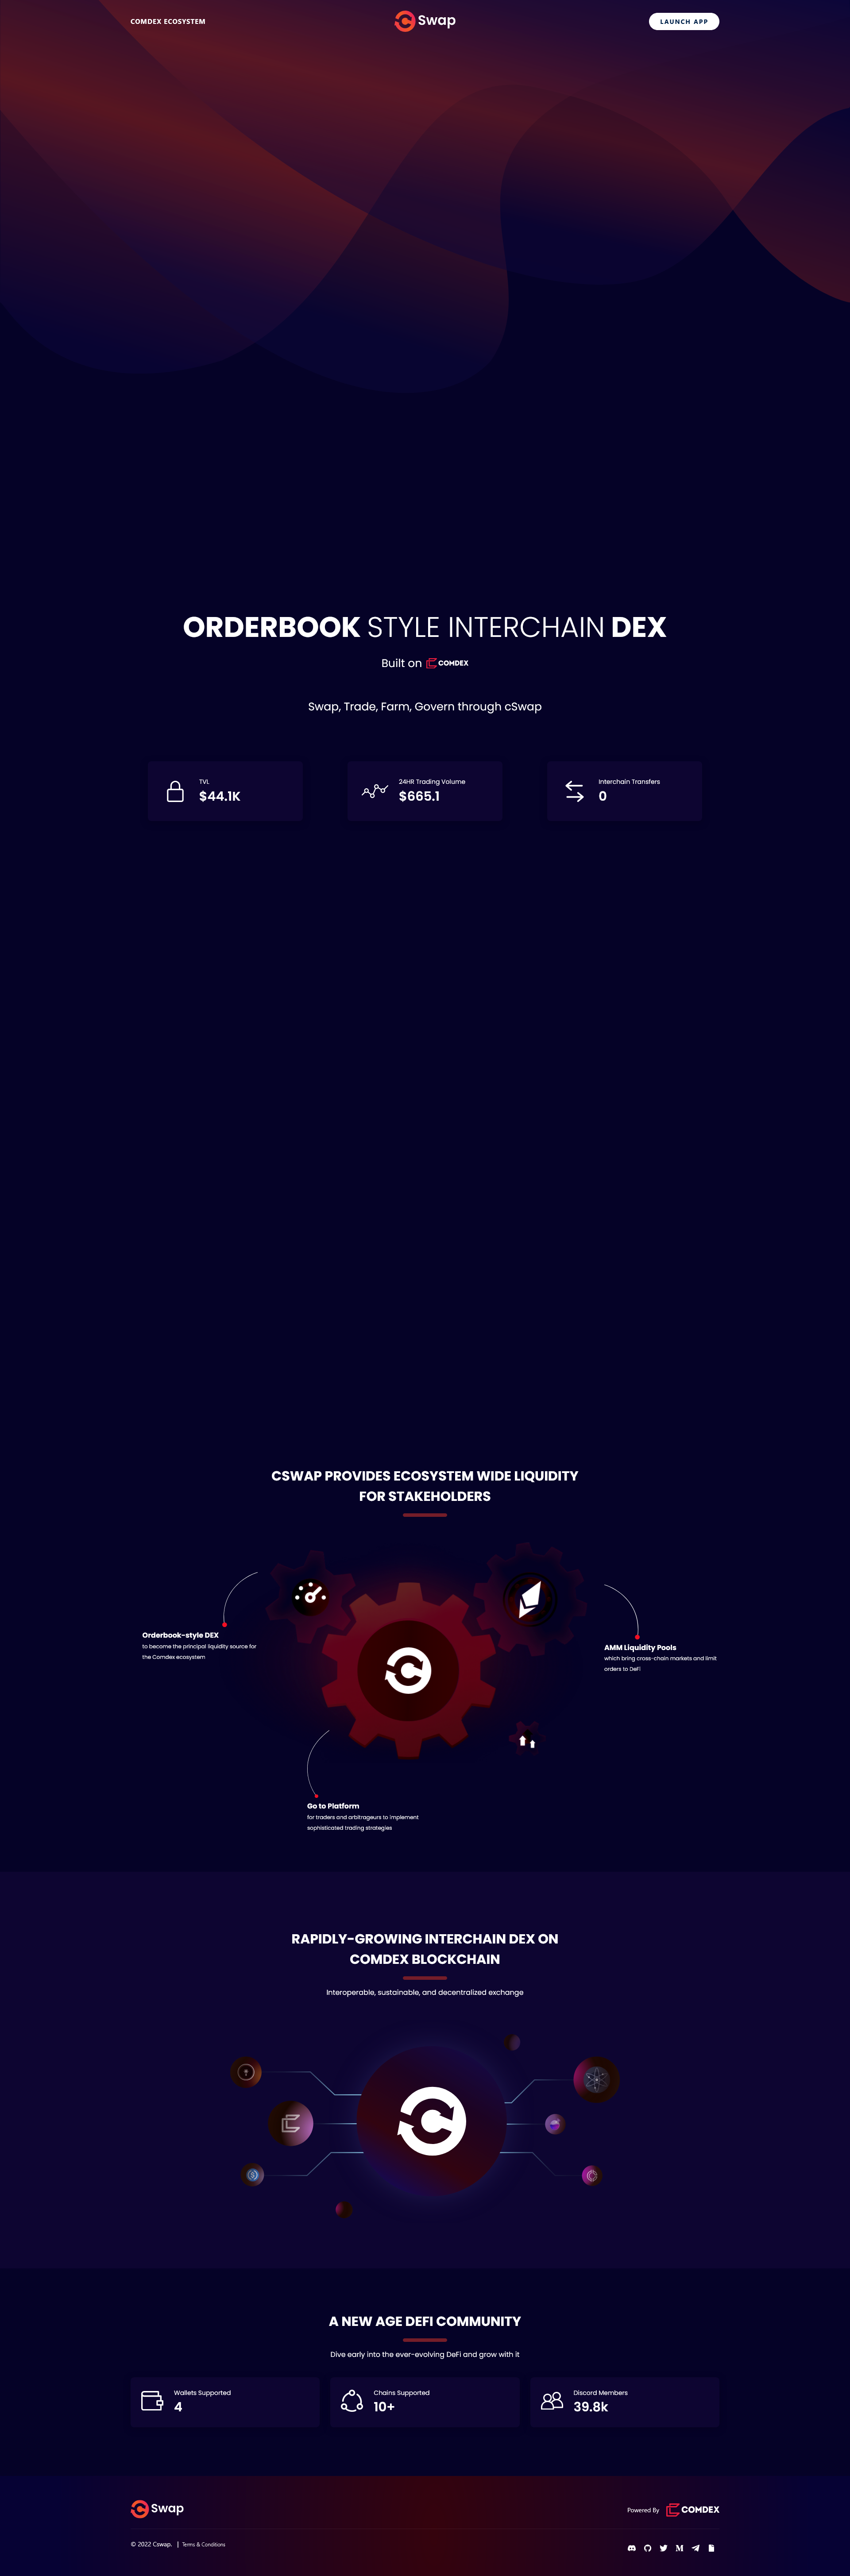 COMDEX ECOSYSTEM
Swap
LAUNCH APP
ORDERBOOK STYLE INTERCHAIN DEX
Built on COMDEX
Swap, Trade, Farm, Govern through cSwap
TVL
$44.1K
24HR Trading Volume
$665.1
Interchain Transfers
0
CSWAP PROVIDES ECOSYSTEM WIDE LIQUIDITY
FOR STAKEHOLDERS
Orderbook-style DEX
to become the principal liquidity source for
the Comdex ecosystem
AMM Liquidity Pools
which bring cross-chain markets and limit
orders to DeFi
Go to Platform
for traders and arbitrageurs to implement
sophisticated trading strategies
RAPIDLY-GROWING INTERCHAIN DEX ON
COMDEX BLOCKCHAIN
Interoperable, sustainable, and decentralized exchange
A NEW AGE DEFI COMMUNITY
Dive early into the ever-evolving DeFi and grow with it
Wallets Supported
4
Chains Supported
10+
Discord Members
39.8k
Swap
Powered By COMDEX
© 2022 Cswap. | Terms & Conditions